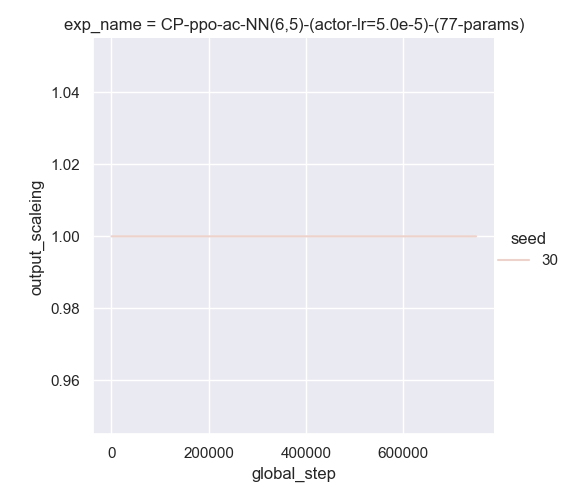 exp_name = CP-ppo-ac-NN(6,5)-(actor-lr=5.0e-5)-(77-params)
1.04
1.02
1.00
0.98
0.96
output_scaleing
seed
30
0
200000
400000
600000
global_step